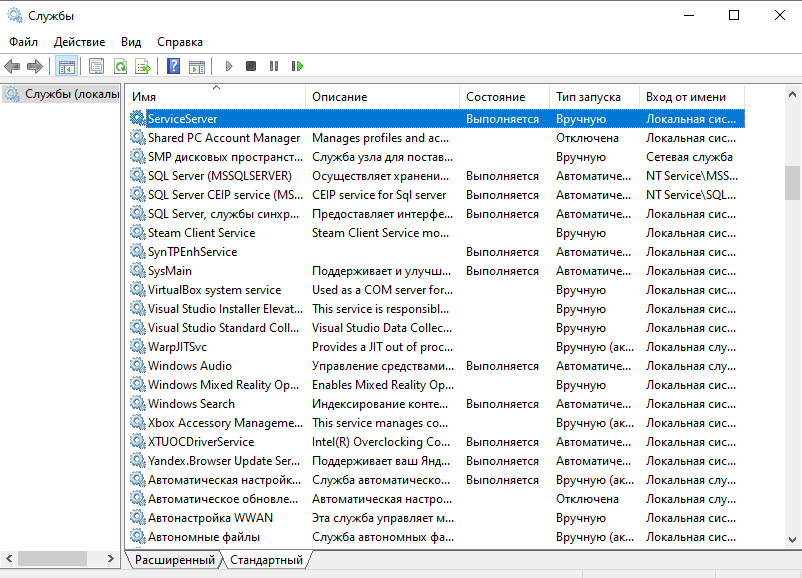 Службы
Файл Действие Вид Справка
Службы (локалы
Имя Описание Состояние Тип запуска Вход от имени
ServiceServer Выполняется Вручную Локальная сис...
Shared PC Account Manager Manages profiles and ac... Отключена Локальная сис...
SMP дисковых пространст... Служба узла для постав... Вручную Сетевая служба
SQL Server (MSSQLSERVER) Осуществляет хранени... Выполняется Автоматиче... NT Service\MSS...
SQL Server CEIP service (MS... CEIP service for Sql server Выполняется Автоматиче... NT Service\SQL...
SQL Server, службы синхр... Предоставляет интерфе... Выполняется Автоматиче... Локальная сис...
Steam Client Service Steam Client Service mo... Вручную Локальная сис...
SynTPEnhService Выполняется Автоматиче... Локальная сис...
SysMain Поддерживает и улучш... Выполняется Автоматиче... Локальная сис...
VirtualBox system service Used as a COM server for... Вручную Локальная сис...
Visual Studio Installer Elevat... This service is responsibl... Вручную Локальная сис...
Visual Studio Standard Coll... Visual Studio Data Collec... Вручную Локальная сис...
WarpJITSvc Provides a JIT out of proc... Вручную (ак... Локальная слу...
Windows Audio Управление средствами... Выполняется Автоматиче... Локальная слу...
Windows Mixed Reality Op... Enables Mixed Reality Op... Вручную Локальная сис...
Windows Search Индексирование конте... Выполняется Автоматиче... Локальная сис...
Xbox Accessory Manageme... This service manages co... Вручную (ак... Локальная сис...
XTUOCDriverService Intel(R) Overclocking Co... Выполняется Автоматиче... Локальная сис...
Yandex.Browser Update Ser... Поддерживает ваш Янд... Выполняется Автоматиче... Локальная сис...
Автоматическая настройк... Служба автоматическо... Выполняется Вручную (ак... Локальная слу...
Автоматическое обновле... Автоматическая настро... Отключена Локальная слу...
Автонастройка WWAN Эта служба управляет м... Вручную Локальная сис...
Автономные файлы Служба автономных фа... Вручную (ак... Локальная сис...
Расширенный Стандартный